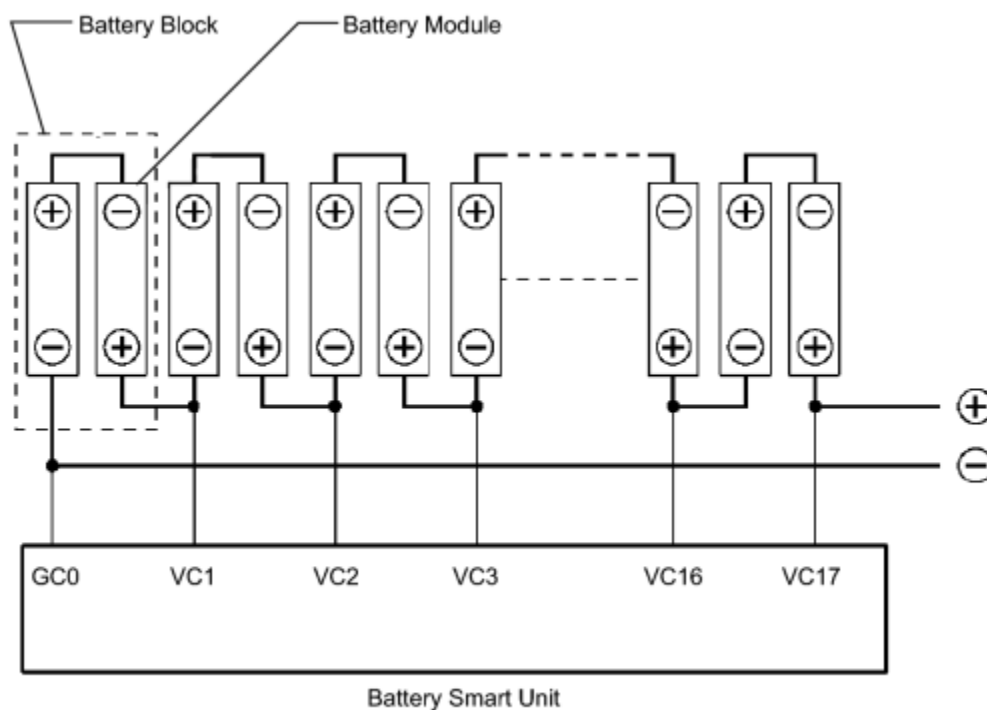 Battery Block
Battery Module
+ − + − + − + − + −
− + − + − + − + − +
+
−
GC0 VC1 VC2 VC3 VC16 VC17
Battery Smart Unit